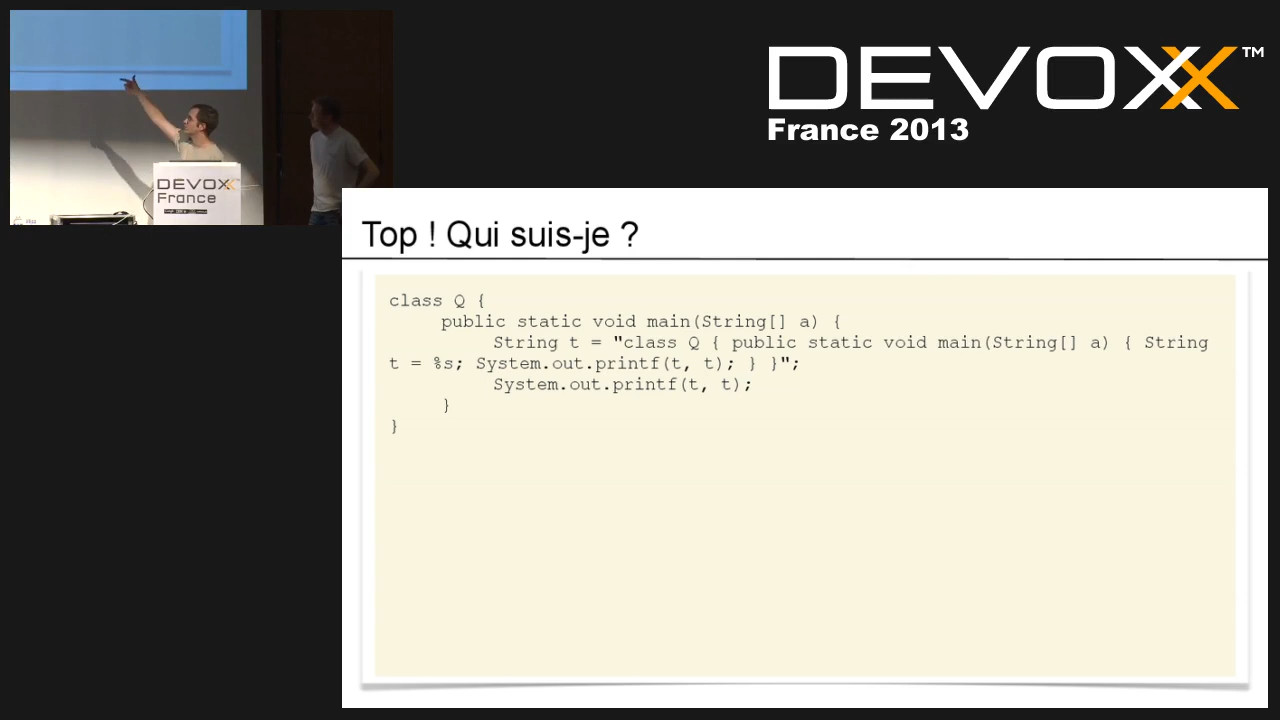 DEVOXX™
France 2013
DEVOXX
France
Top ! Qui suis-je ?
class Q {
public static void main(String[] a) {
String t = "class Q { public static void main(String[] a) { String
t = %s; System.out.printf(t, t); } }";
System.out.printf(t, t);
}
}